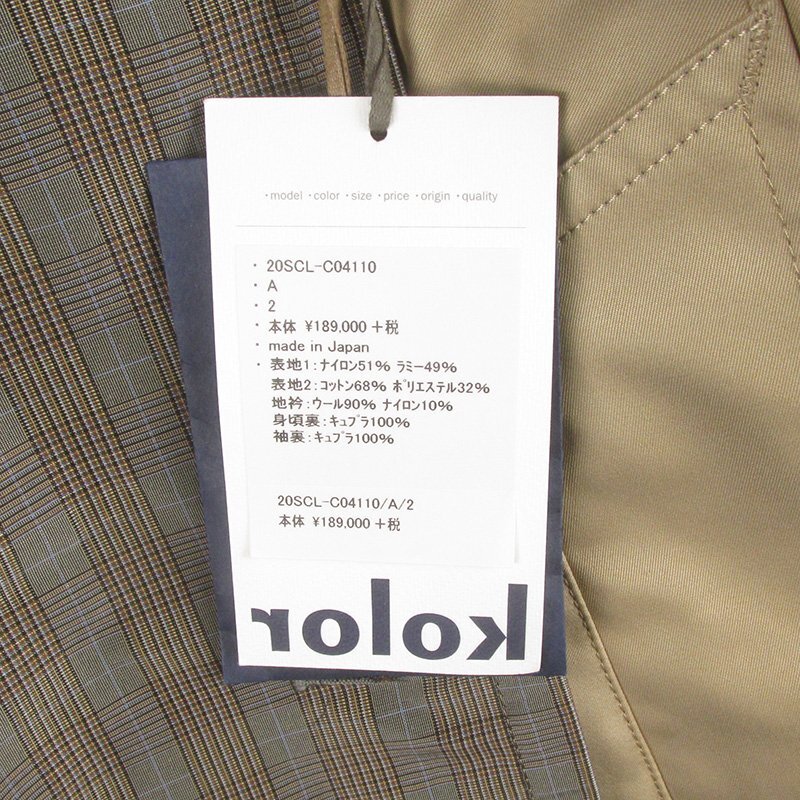 ・model ・color ・size ・price ・origin ・quality
・ 20SCL-C04110
・ A
・ 2
・ 本体 ¥189,000 +税
・ made in Japan
・ 表地1:ナイロン51% ラミー49%
表地2:コットン68% ポリエステル32%
地衿:ウール90% ナイロン10%
身頃裏:キュプラ100%
袖裏:キュプラ100%
20SCL-C04110/A/2
本体 ¥189,000 +税
kolor